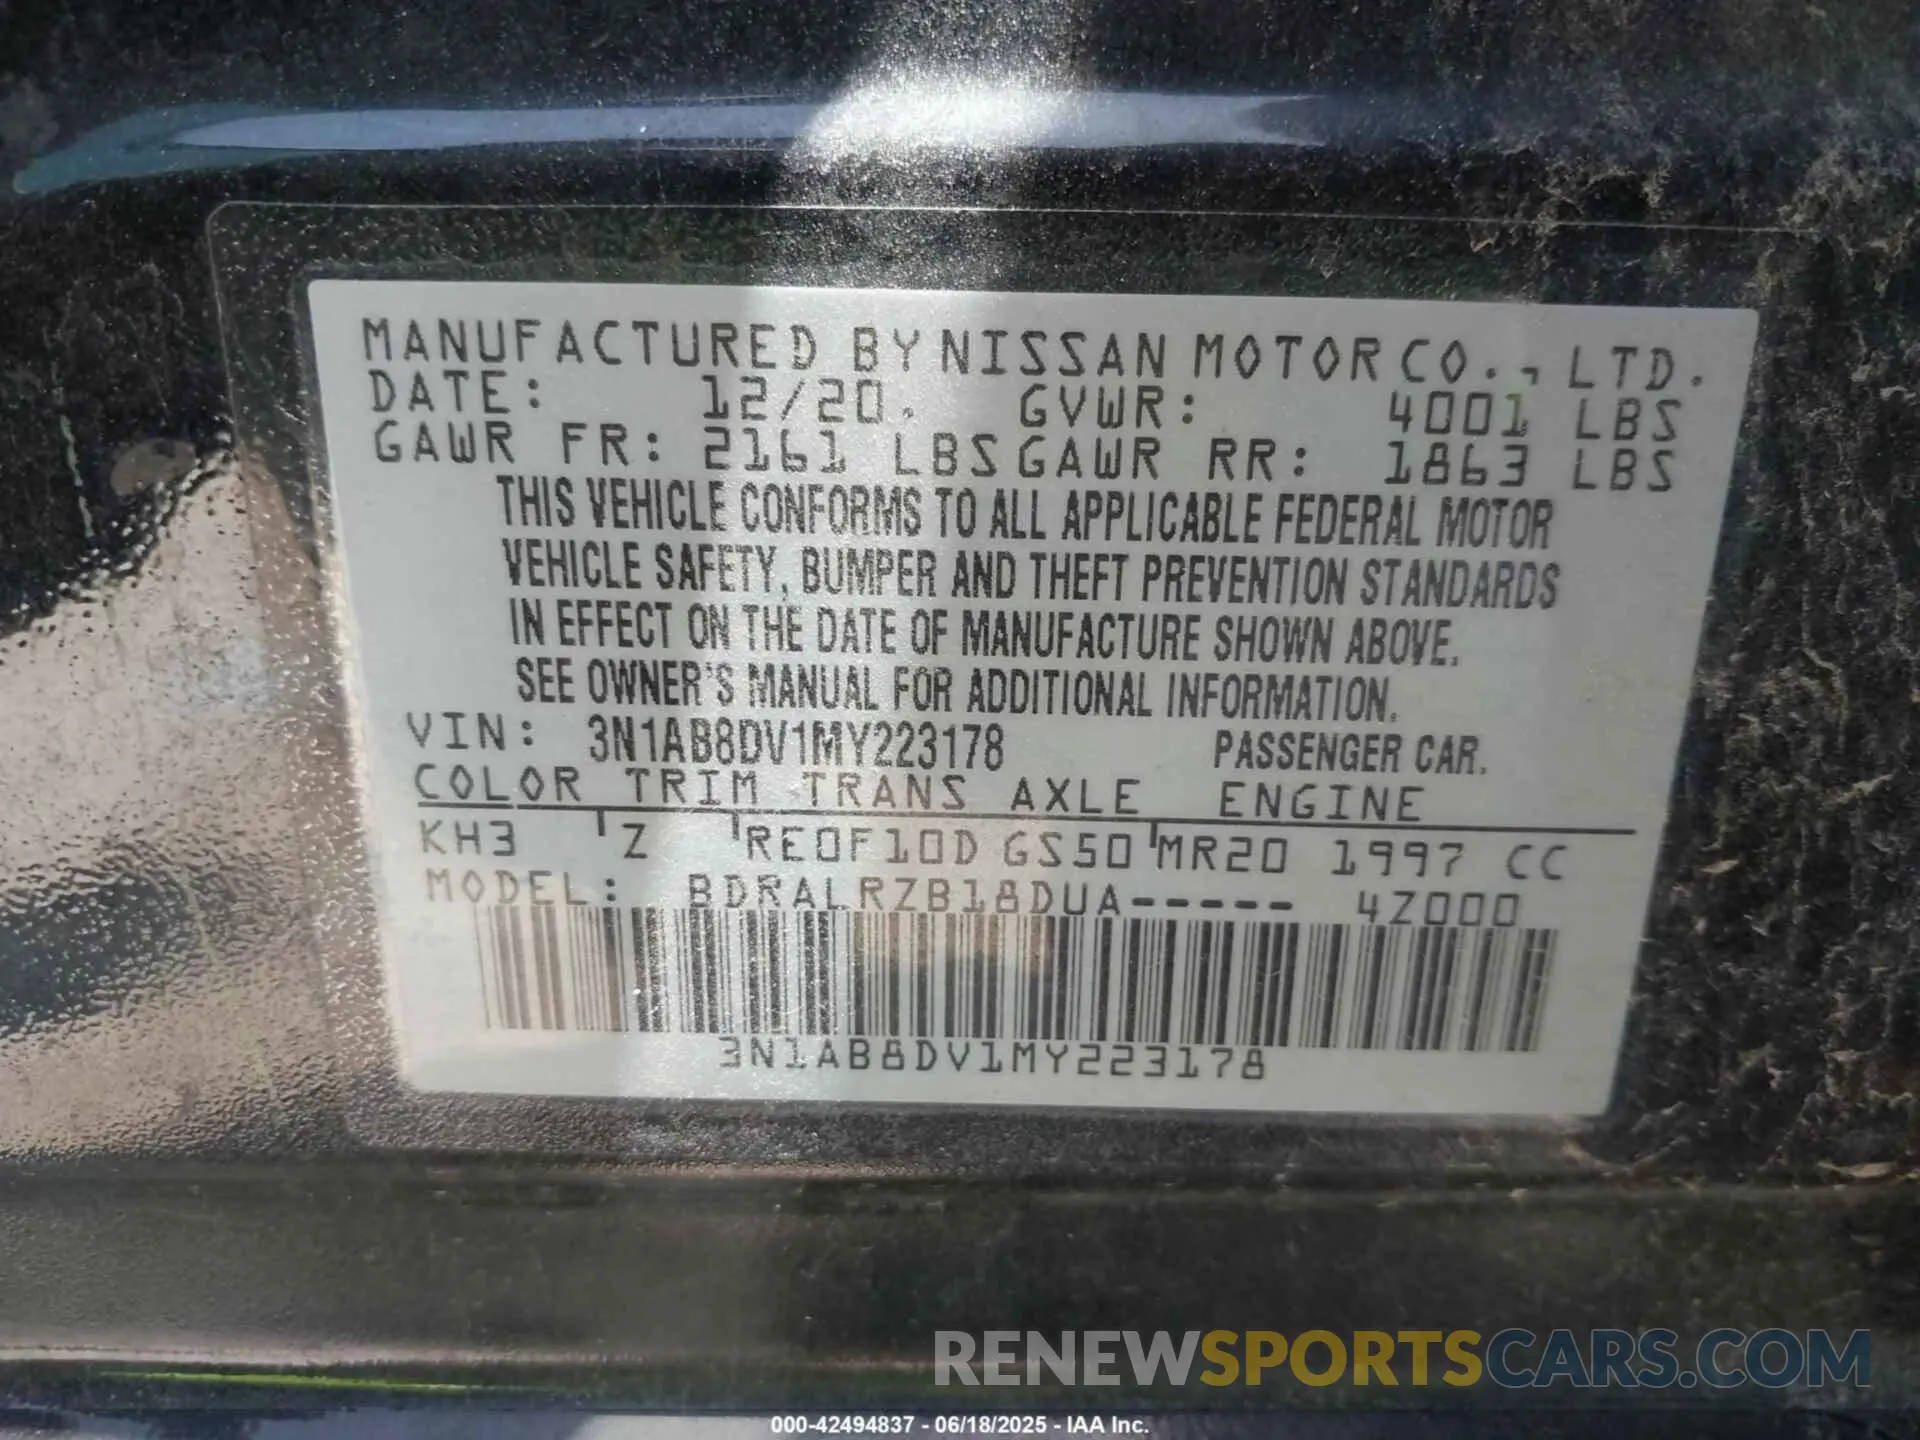 MANUFACTURED BY NISSAN MOTOR CO., LTD.
DATE: 12/20. GVWR: 4001 LBS
GAWR FR: 2161 LBS GAWR RR: 1863 LBS
THIS VEHICLE CONFORMS TO ALL APPLICABLE FEDERAL MOTOR
VEHICLE SAFETY, BUMPER AND THEFT PREVENTION STANDARDS
IN EFFECT ON THE DATE OF MANUFACTURE SHOWN ABOVE.
SEE OWNER'S MANUAL FOR ADDITIONAL INFORMATION.
VIN: 3N1AB8DV1MY223178 PASSENGER CAR.
COLOR TRIM TRANS AXLE ENGINE
KH3 Z RE0F10D GS50 MR20 1997 CC
MODEL: BDRALRZB18DUA----- 4Z000
3N1AB8DV1MY223178
RENEWSPORTSCARS.COM
000-42494837 - 06/18/2025 - IAA Inc.